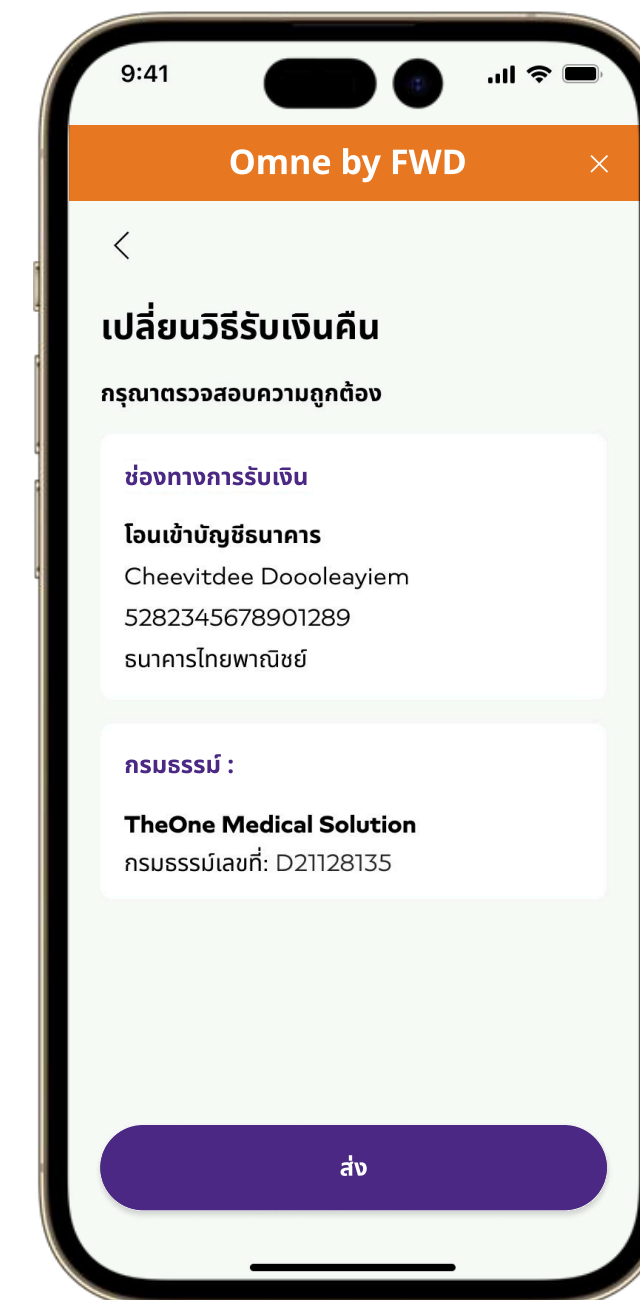 9:41
Omne by FWD
เปลี่ยนวิธีรับเงินคืน
กรุณาตรวจสอบความถูกต้อง
ช่องทางการรับเงิน
โอนเข้าบัญชีธนาคาร
Cheevitdee Doooleayiem
5282345678901289
ธนาคารไทยพาณิชย์
กรมธรรม์ :
TheOne Medical Solution
กรมธรรม์เลขที่: D21128135
ส่ง